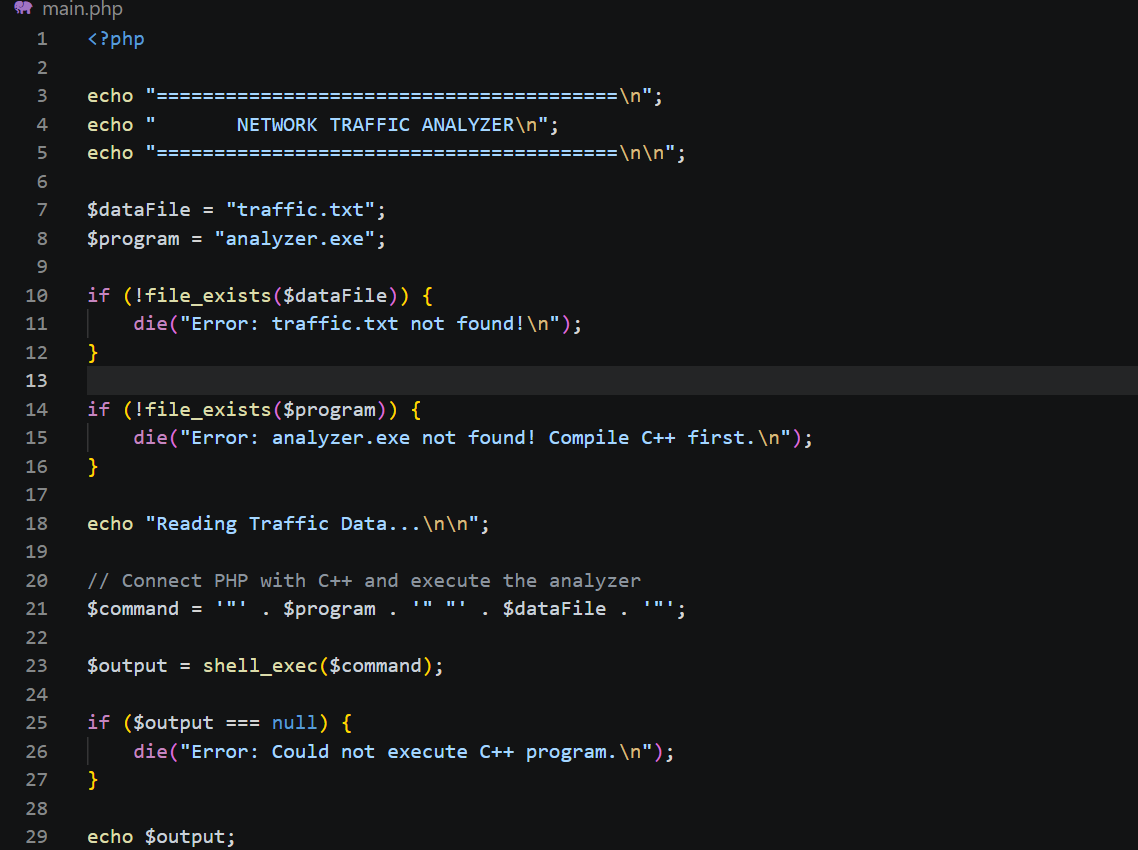 main.php
1 <?php
2
3 echo "========================================\n";
4 echo "       NETWORK TRAFFIC ANALYZER\n";
5 echo "========================================\n\n";
6
7 $dataFile = "traffic.txt";
8 $program = "analyzer.exe";
9
10 if (!file_exists($dataFile)) {
11     die("Error: traffic.txt not found!\n");
12 }
13
14 if (!file_exists($program)) {
15     die("Error: analyzer.exe not found! Compile C++ first.\n");
16 }
17
18 echo "Reading Traffic Data...\n\n";
19
20 // Connect PHP with C++ and execute the analyzer
21 $command = '"' . $program . '" "' . $dataFile . '"';
22
23 $output = shell_exec($command);
24
25 if ($output === null) {
26     die("Error: Could not execute C++ program.\n");
27 }
28
29 echo $output;